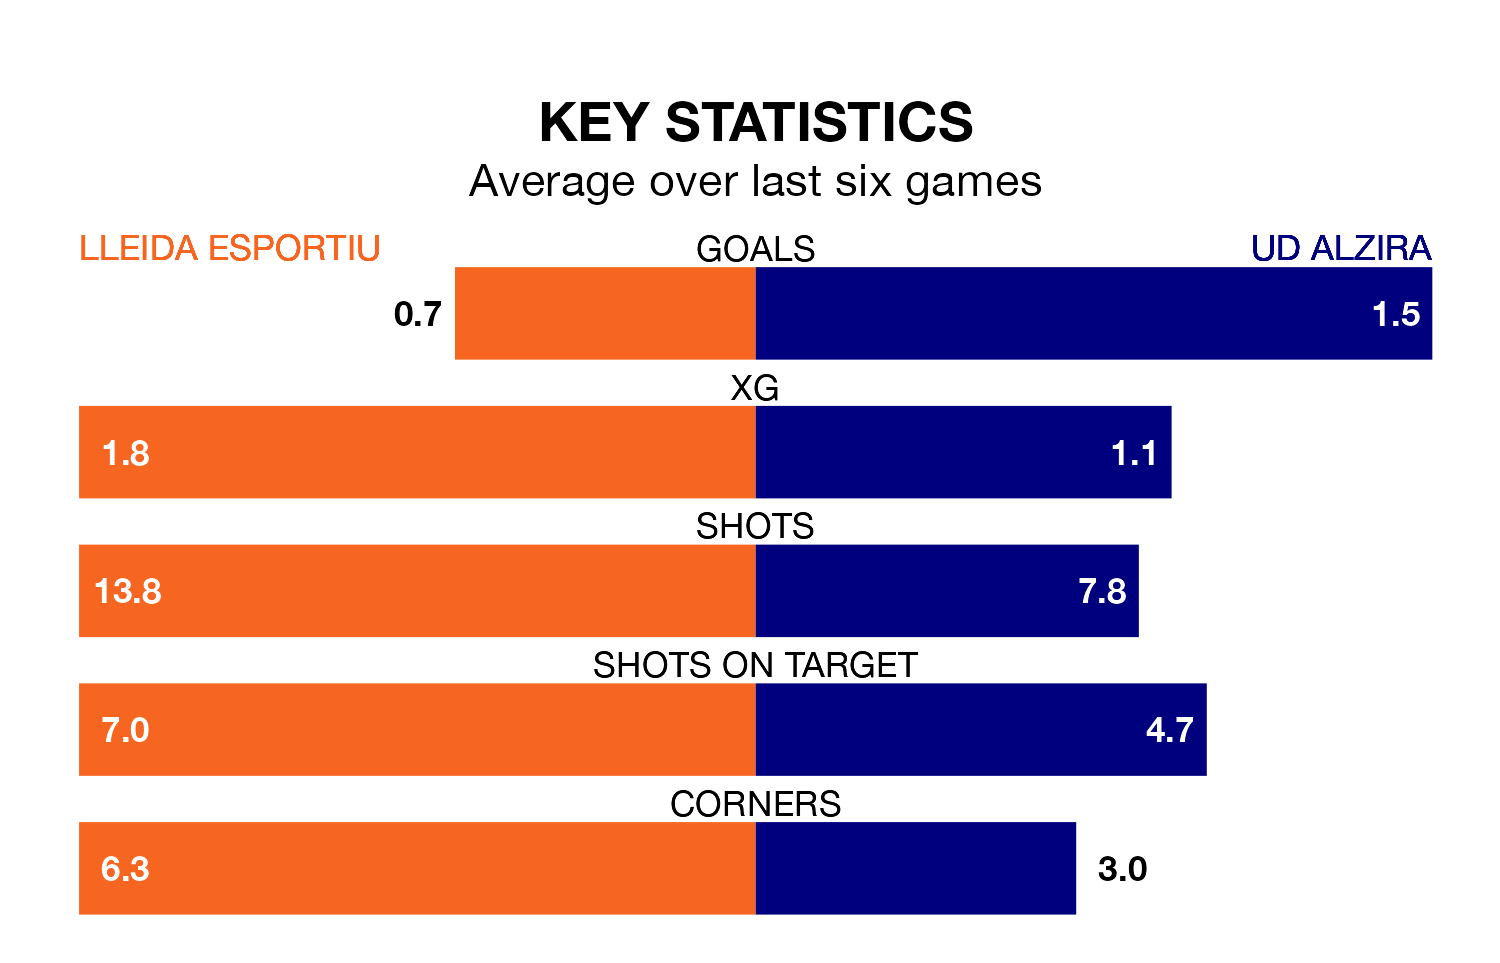 KEY STATISTICS
Average over last six games
LLEIDA ESPORTIU GOALS UD ALZIRA
0.7 1.5
XG
1.8 1.1
SHOTS
13.8 7.8
SHOTS ON TARGET
7.0 4.7
CORNERS
6.3 3.0